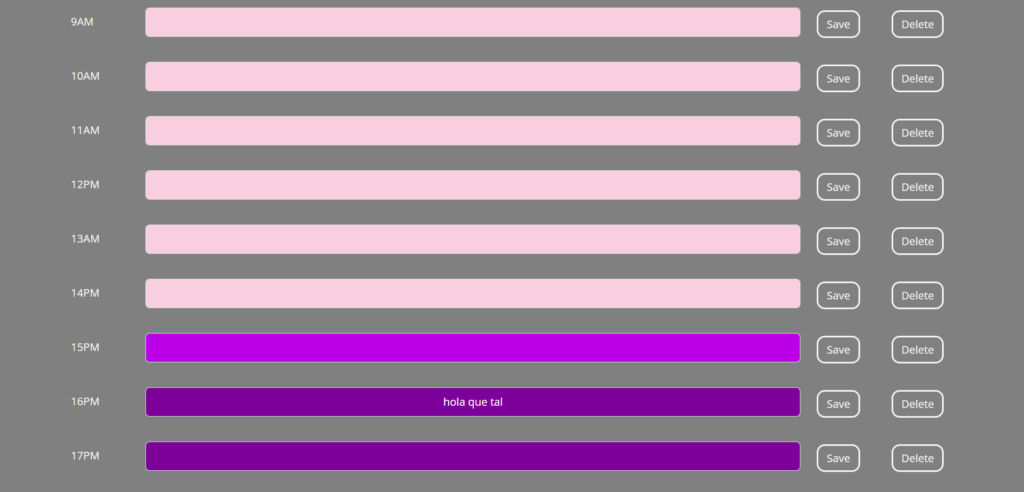 9AM Save Delete
10AM Save Delete
11AM Save Delete
12PM Save Delete
13AM Save Delete
14PM Save Delete
15PM Save Delete
16PM hola que tal Save Delete
17PM Save Delete